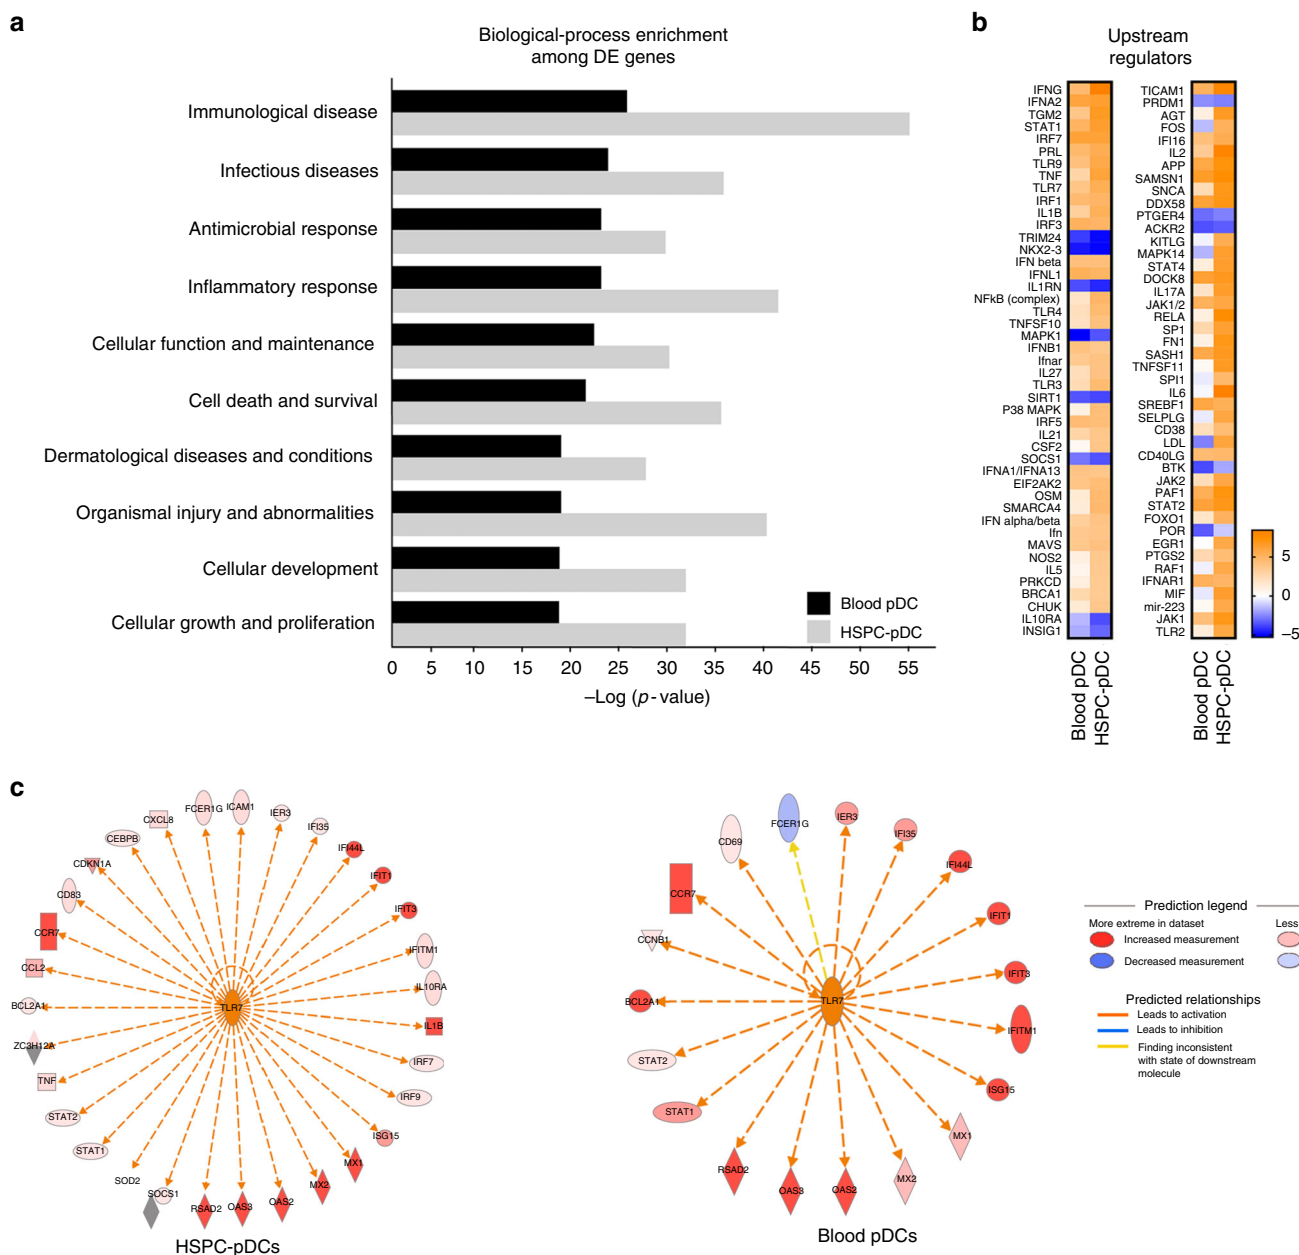 a
Biological-process enrichment
among DE genes
Immunological disease
Infectious diseases
Antimicrobial response
Inflammatory response
Cellular function and maintenance
Cell death and survival
Dermatological diseases and conditions
Organismal injury and abnormalities
Cellular development
Cellular growth and proliferation
Blood pDC
HSPC-pDC
0 5 15 20 30 35 40 45 50 55
–Log (p-value)
b
Upstream
regulators
IFNG
IFNA2
TGM2
STAT1
IRF7
PRL
TLR9
TNF
TLR7
IRF1
IL1B
IRF3
TRIM24
NKX2-3
IFN beta
IFNL1
IL1RN
NFkB (complex)
TLR4
TNFSF10
MAPK1
IFNB1
Ifnar
IL27
TLR3
SIRT1
P38 MAPK
IRF5
IL21
CSF2
SOCS1
IFNA1/IFNA13
EIF2AK2
OSM
SMARCA4
IFN alpha/beta
Ifn
MAVS
NOS2
IL5
PRKCD
BRCA1
CHUK
IL10RA
INSIG1
Blood pDC
HSPC-pDC
TICAM1
PRDM1
AGT
FOS
IFI16
IL2
APP
SAMSN1
SNCA
DDX58
PTGER4
ACKR2
KITLG
MAPK14
STAT4
DOCK8
IL17A
JAK1/2
RELA
SP1
FN1
SASH1
TNFSF11
SPI1
IL6
SREBF1
SELPLG
CD38
LDL
CD40LG
BTK
JAK2
PAF1
STAT2
FOXO1
POR
EGR1
PTGS2
RAF1
IFNAR1
MIF
mir-223
JAK1
TLR2
Blood pDC
HSPC-pDC
5
0
–5
c
FCER1G
ICAM1
IER3
IFI35
IFI44L
IFIT1
IFIT3
IFITM1
IL10RA
IL1B
IRF7
IRF9
ISG15
MX1
MX2
OAS2
OAS3
RSAD2
SOCS1
SOD2
STAT1
STAT2
TNF
ZC3H12A
BCL2A1
CCL2
CCR7
CD83
CDKN1A
CEBPB
CXCL8
TLR7
HSPC-pDCs
FCER1G
IER3
IFI35
IFI44L
IFIT1
IFIT3
IFITM1
ISG15
MX1
MX2
OAS2
OAS3
RSAD2
STAT1
STAT2
BCL2A1
CCNB1
CCR7
CD69
TLR7
Blood pDCs
Prediction legend
More extreme in dataset
Less
Increased measurement
Decreased measurement
Predicted relationships
Leads to activation
Leads to inhibition
Finding inconsistent
with state of downstream
molecule